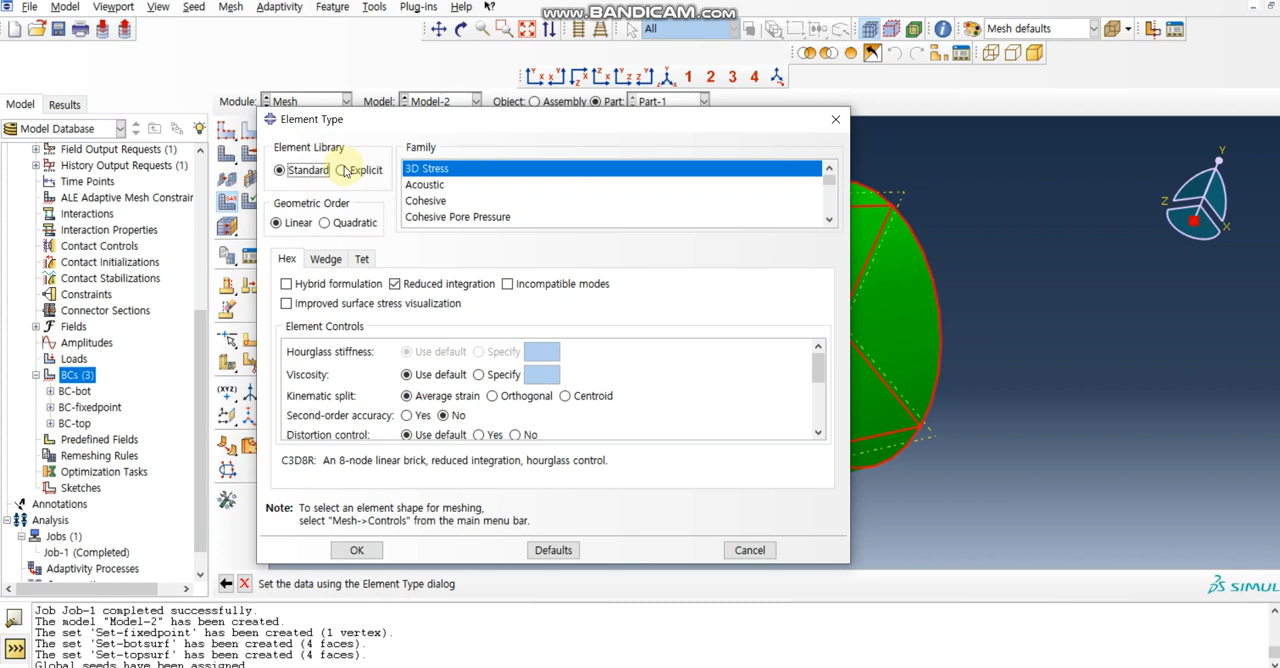 www.BANDICAM.com
File Model Viewport View Seed Mesh Adaptivity Feature Tools Plug-ins Help
All
Mesh defaults
1 2 3 4
Model Results
Module: Mesh Model: Model-2 Object: Assembly Part: Part-1
Model Database
Field Output Requests (1)
History Output Requests (1)
Time Points
ALE Adaptive Mesh Constrain
Interactions
Interaction Properties
Contact Controls
Contact Initializations
Contact Stabilizations
Constraints
Connector Sections
Fields
Amplitudes
Loads
BCs (3)
BC-bot
BC-fixedpoint
BC-top
Predefined Fields
Remeshing Rules
Optimization Tasks
Sketches
Annotations
Analysis
Jobs (1)
Job-1 (Completed)
Adaptivity Processes
Element Type
Element Library
Standard Explicit
Geometric Order
Linear Quadratic
Family
3D Stress
Acoustic
Cohesive
Cohesive Pore Pressure
Hex Wedge Tet
Hybrid formulation Reduced integration Incompatible modes
Improved surface stress visualization
Element Controls
Hourglass stiffness: Use default Specify
Viscosity: Use default Specify
Kinematic split: Average strain Orthogonal Centroid
Second-order accuracy: Yes No
Distortion control: Use default Yes No
C3D8R: An 8-node linear brick, reduced integration, hourglass control.
Note: To select an element shape for meshing,
select "Mesh->Controls" from the main menu bar.
OK Defaults Cancel
Y
Z
X
Set the data using the Element Type dialog
SIMUL
Job Job-1 completed successfully.
The model "Model-2" has been created.
The set 'Set-fixedpoint' has been created (1 vertex).
The set 'Set-botsurf' has been created (4 faces).
The set 'Set-topsurf' has been created (4 faces).
Global seeds have been assigned